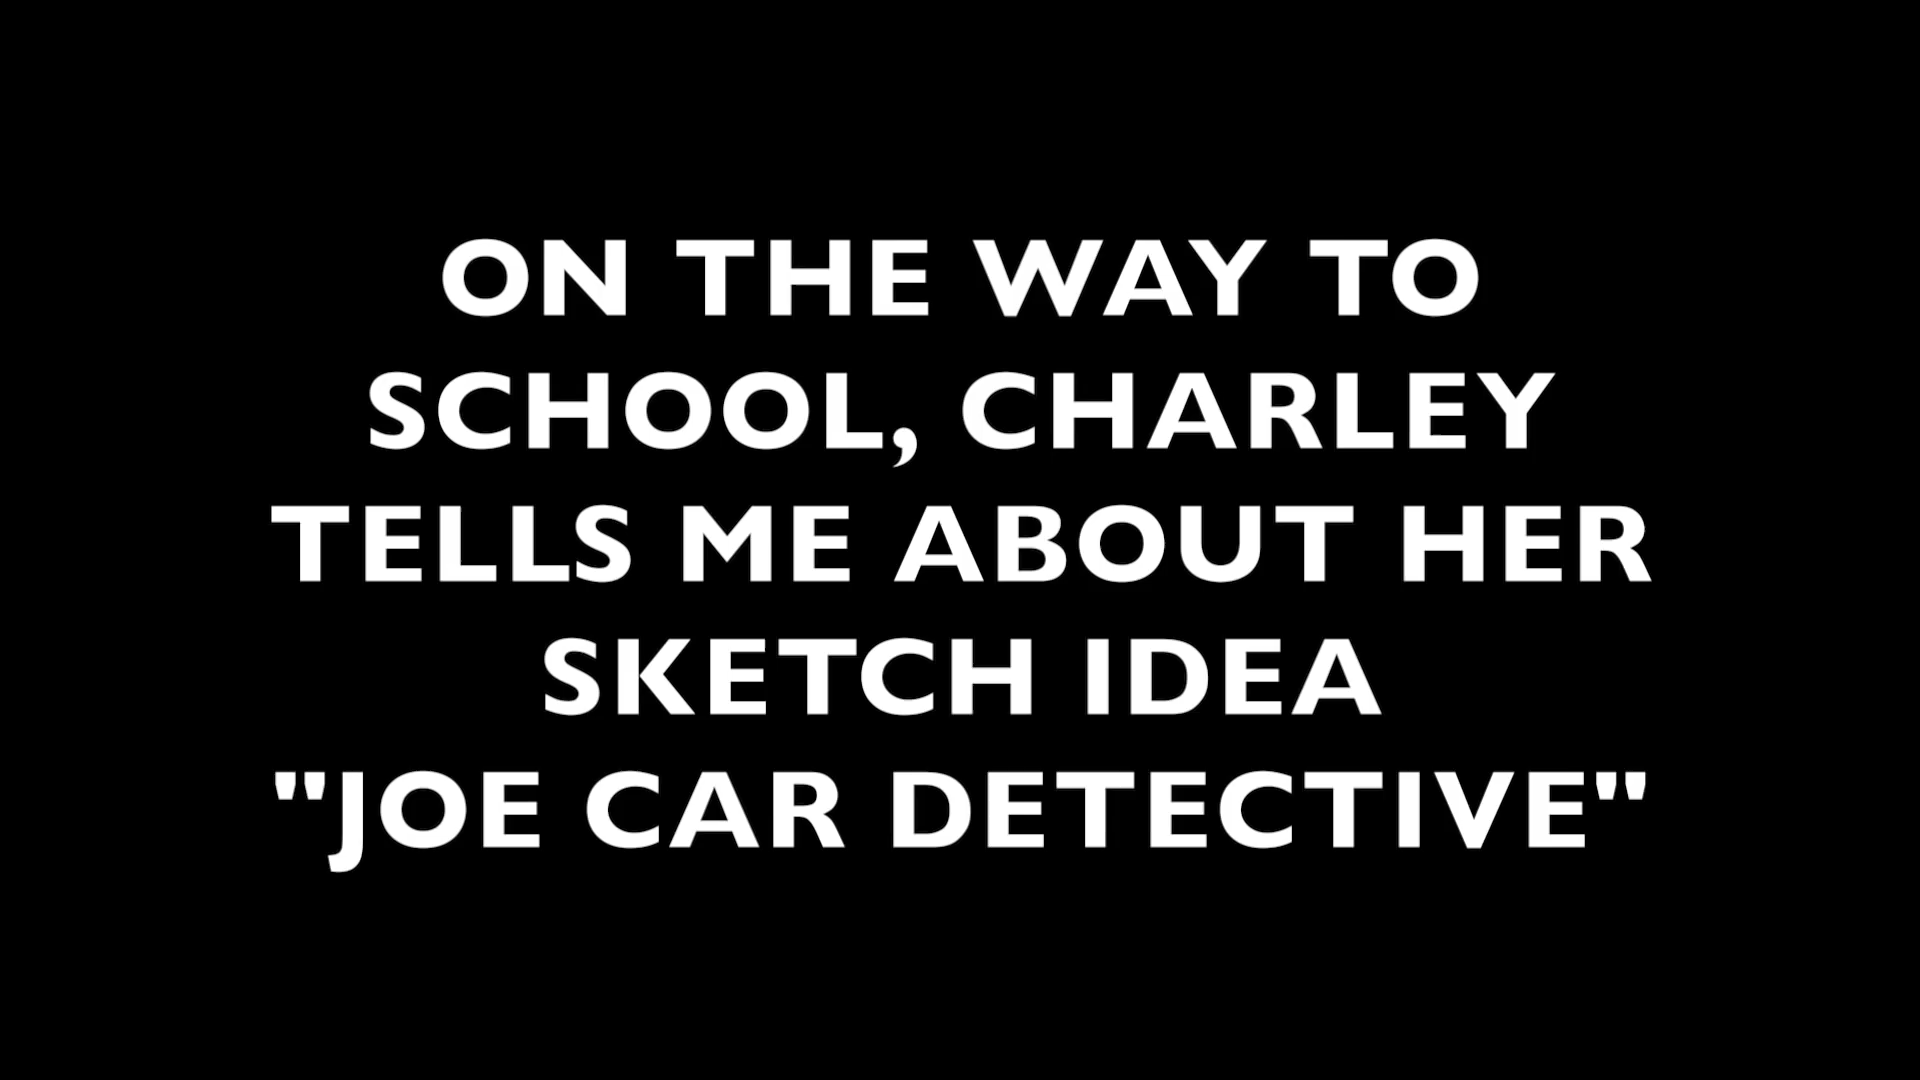 ON THE WAY TO
SCHOOL, CHARLEY
TELLS ME ABOUT HER
SKETCH IDEA
"JOE CAR DETECTIVE"